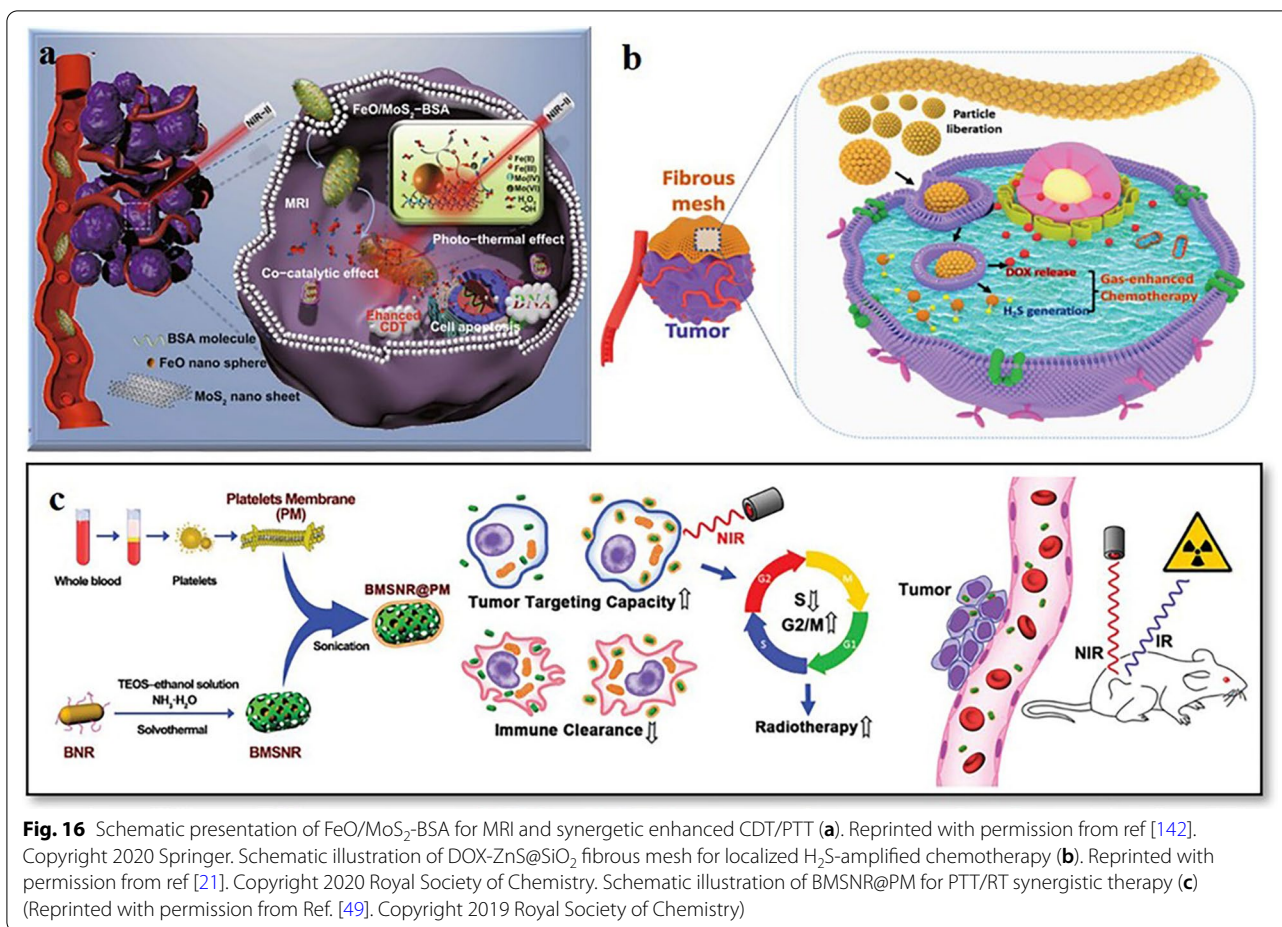 a
NIR-II
FeO/MoS₂-BSA
NIR-II
Fe(II)
Fe(III)
Mo(IV)
Mo(VI)
H₂O₂
·OH
MRI
Photo-thermal effect
Co-catalytic effect
Ehanced
CDT
Cell apoptosis
DNA
BSA molecule
FeO nano sphere
MoS₂ nano sheet
b
Particle
liberation
Fibrous
mesh
Tumor
DOX release
H₂S generation
Gas-enhanced
Chemotherapy
c
Whole blood
Platelets
Platelets Membrane
(PM)
BMSNR@PM
Sonication
BNR
TEOS-ethanol solution
NH₃·H₂O
Solvothermal
BMSNR
Tumor Targeting Capacity⇧
Immune Clearance⇩
NIR
G2
M
S
G1
S⇩
G2/M⇧
Radiotherapy⇧
Tumor
NIR
IR
Fig. 16 Schematic presentation of FeO/MoS₂-BSA for MRI and synergetic enhanced CDT/PTT (a). Reprinted with permission from ref [142].
Copyright 2020 Springer. Schematic illustration of DOX-ZnS@SiO₂ fibrous mesh for localized H₂S-amplified chemotherapy (b). Reprinted with
permission from ref [21]. Copyright 2020 Royal Society of Chemistry. Schematic illustration of BMSNR@PM for PTT/RT synergistic therapy (c)
(Reprinted with permission from Ref. [49]. Copyright 2019 Royal Society of Chemistry)